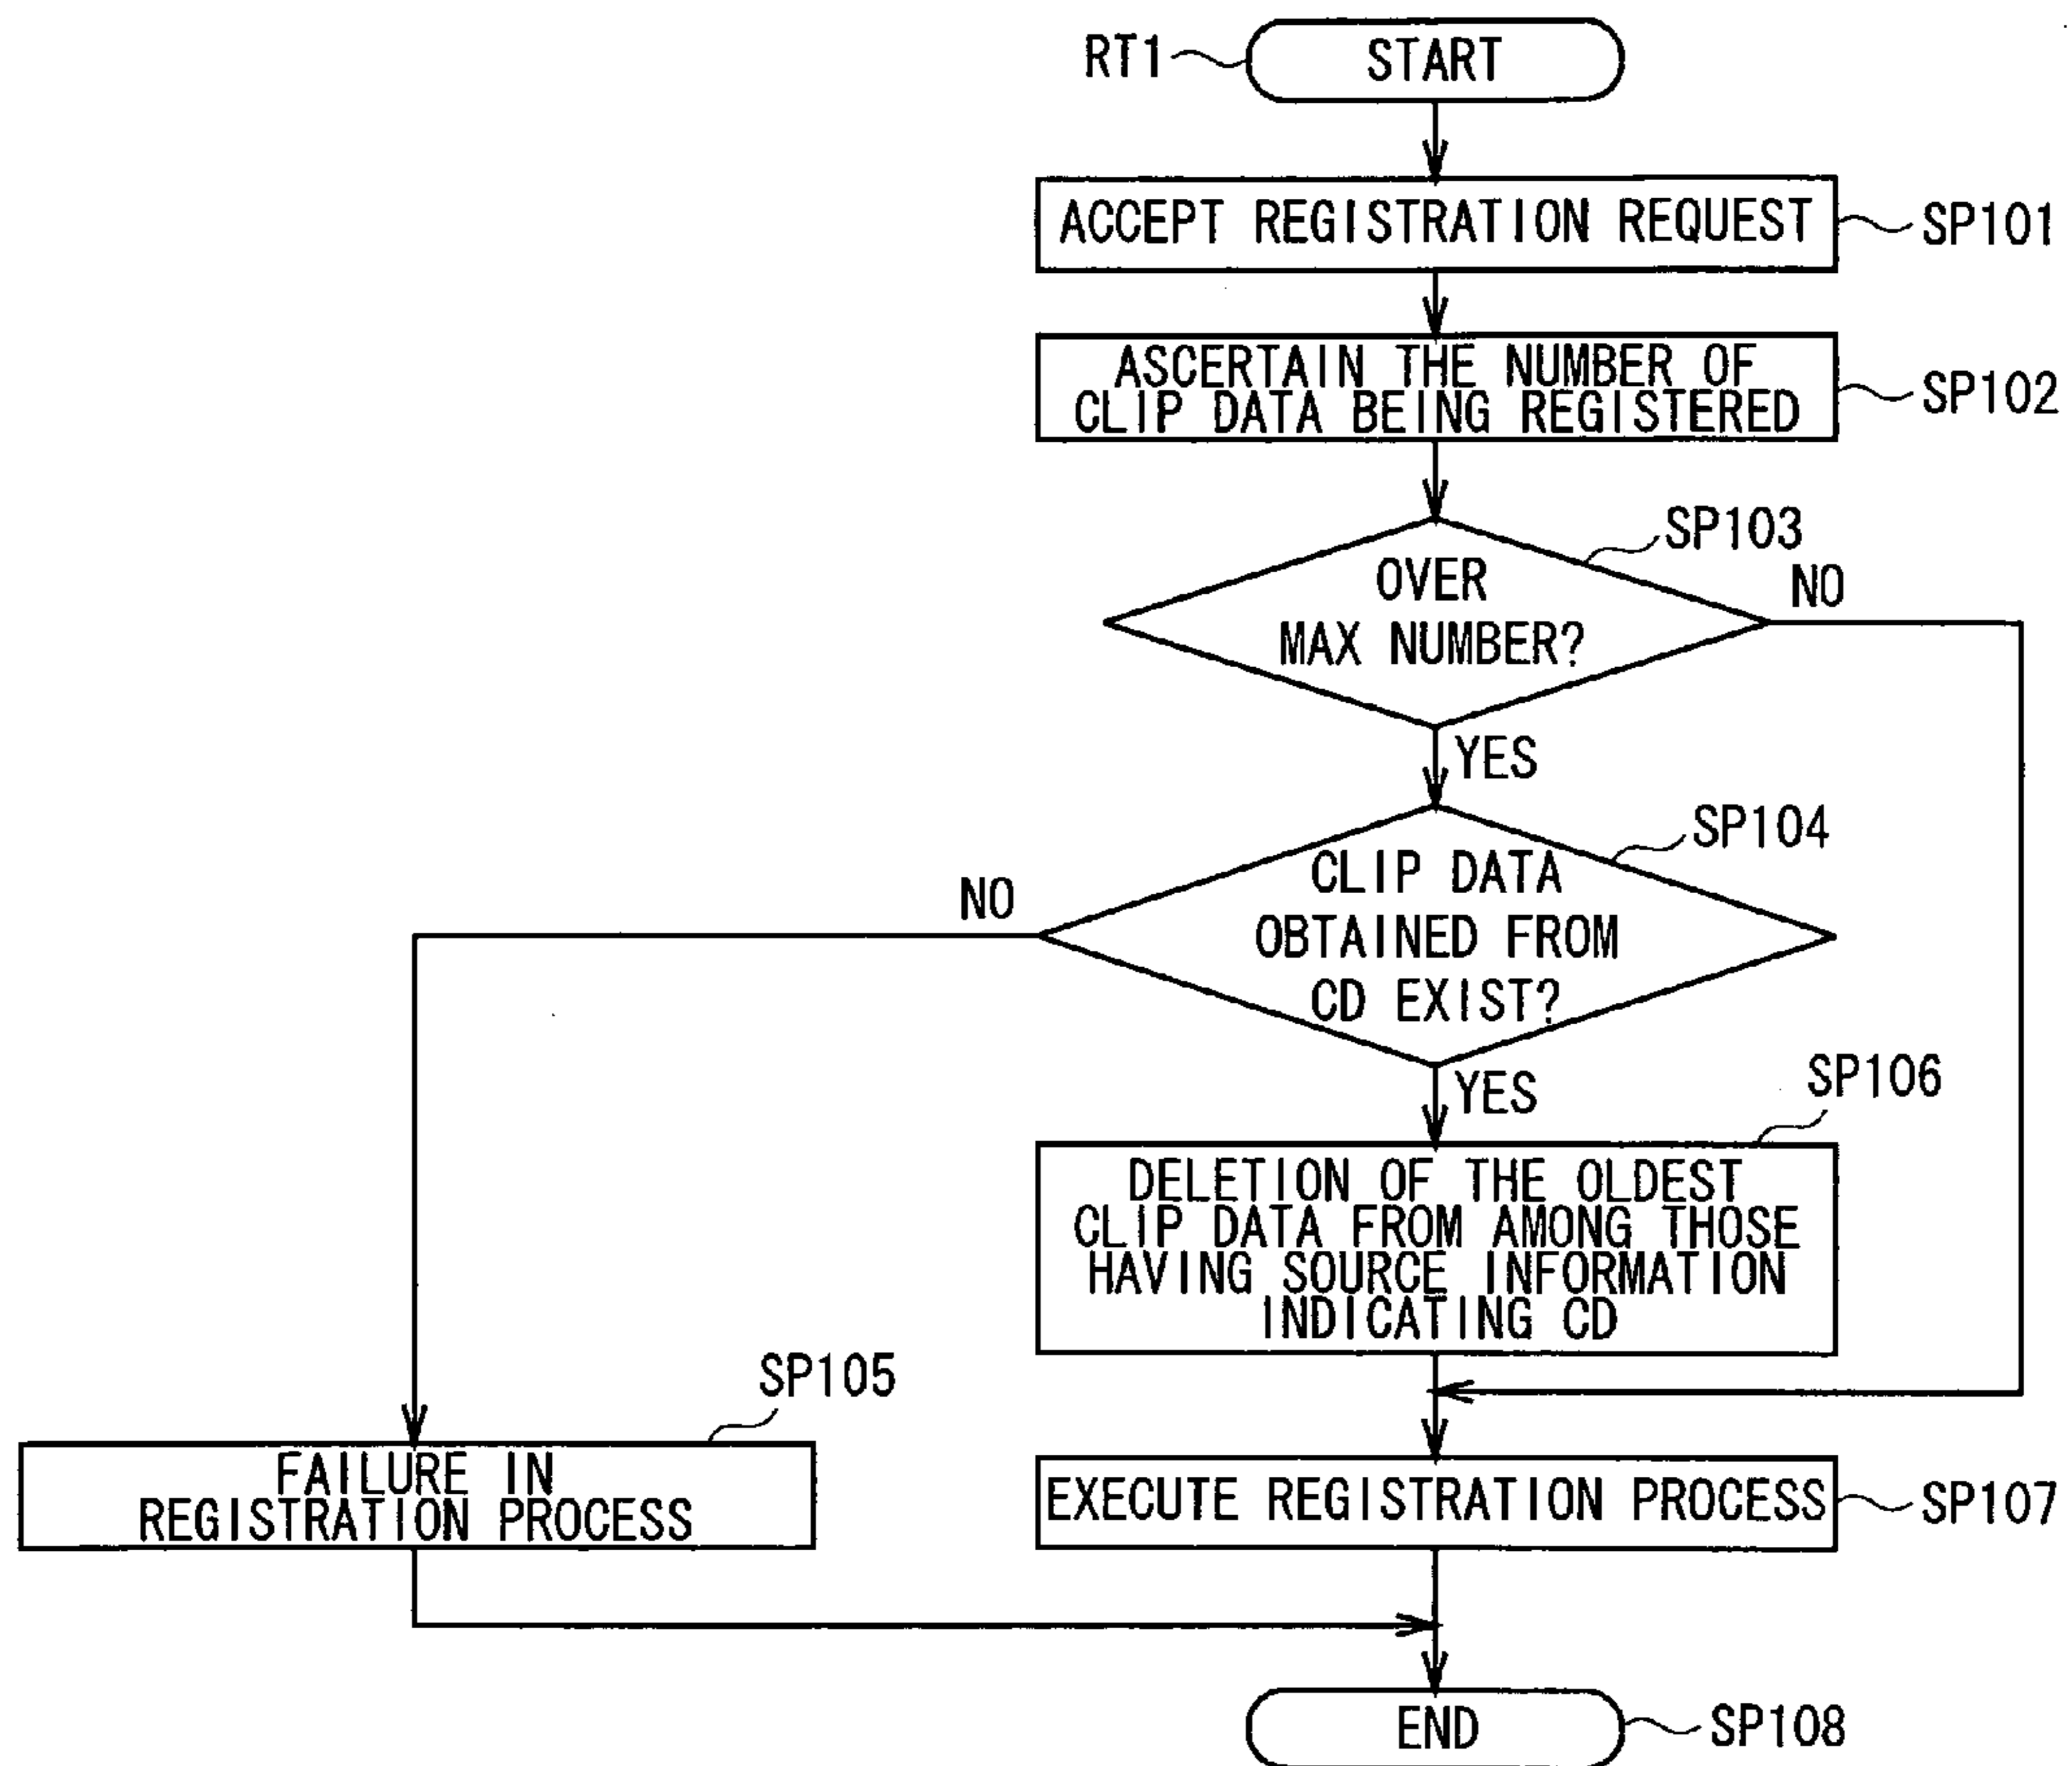 RT1
START
ACCEPT REGISTRATION REQUEST
SP101
ASCERTAIN THE NUMBER OF
CLIP DATA BEING REGISTERED
SP102
SP103
OVER
MAX NUMBER?
NO
YES
SP104
CLIP DATA
OBTAINED FROM
CD EXIST?
NO
YES
SP106
DELETION OF THE OLDEST
CLIP DATA FROM AMONG THOSE
HAVING SOURCE INFORMATION
INDICATING CD
SP105
FAILURE IN
REGISTRATION PROCESS
EXECUTE REGISTRATION PROCESS
SP107
END
SP108